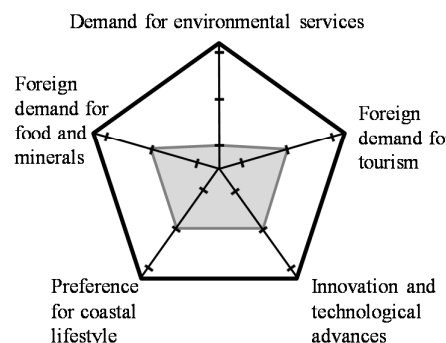 Demand for environmental services
Foreign
demand for
food and
minerals
Foreign
demand fo
tourism
Preference
for coastal
lifestyle
Innovation and
technological
advances